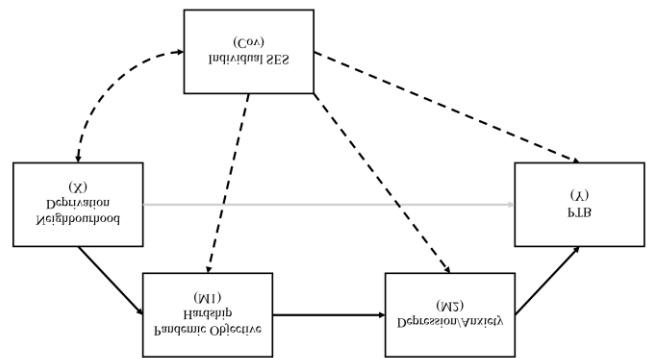 Pandemic Objective
Hardship
(M1)
Depression/Anxiety
(M2)
Neighbourhood
Deprivation
(X)
PTB
(Y)
Individual SES
(Cov)